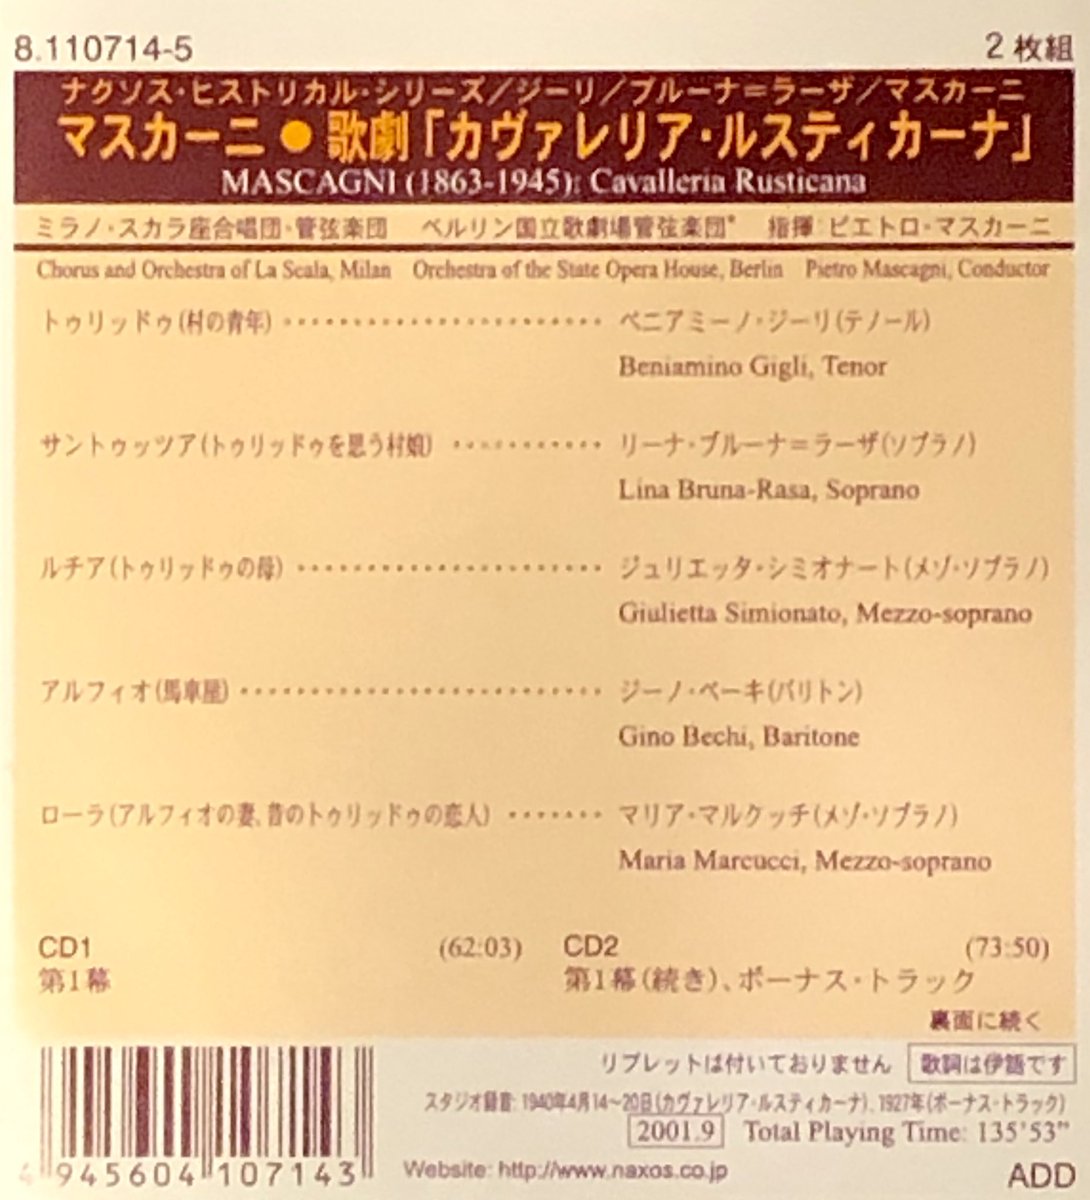 8.110714-5 2枚組
ナクソス・ヒストリカル・シリーズ/ジーリ/ブルーナ=ラーザ/マスカーニ
マスカーニ●歌劇「カヴァレリア・ルスティカーナ」
MASCAGNI (1863-1945): Cavalleria Rusticana
ミラノ・スカラ座合唱団・管弦楽団 ベルリン国立歌劇場管弦楽団* 指揮:ピエトロ・マスカーニ
Chorus and Orchestra of La Scala, Milan Orchestra of the State Opera House, Berlin Pietro Mascagni, Conductor
トゥリッドゥ(村の青年) ベニアミーノ・ジーリ(テノール)
Beniamino Gigli, Tenor
サントゥッツァ(トゥリッドゥを思う村娘) リーナ・ブルーナ=ラーザ(ソプラノ)
Lina Bruna-Rasa, Soprano
ルチア(トゥリッドゥの母) ジュリエッタ・シミオナート(メゾ・ソプラノ)
Giulietta Simionato, Mezzo-soprano
アルフィオ(馬車屋) ジーノ・ベーキ(バリトン)
Gino Bechi, Baritone
ローラ(アルフィオの妻、昔のトゥリッドゥの恋人) マリア・マルケッチ(メゾ・ソプラノ)
Maria Marcucci, Mezzo-soprano
CD1 (62:03) CD2 (73:50)
第1幕 第1幕(続き)、ボーナス・トラック
裏面に続く
リブレットは付いておりません 歌詞は伊語です
スタジオ録音: 1940年4月14~20日(カヴァレリア・ルスティカーナ)、1927年(ボーナス・トラック)
2001.9 Total Playing Time: 135'53"
4 945604 107143 Website: http://www.naxos.co.jp ADD